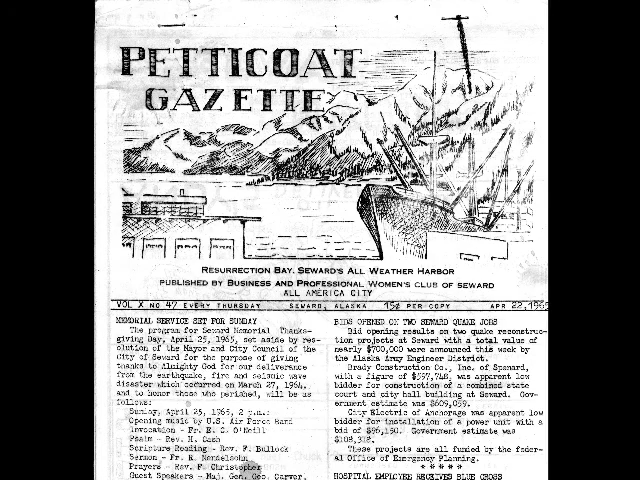 PETTICOAT
GAZETTE
RESURRECTION BAY, SEWARD'S ALL WEATHER HARBOR
PUBLISHED BY BUSINESS AND PROFESSIONAL WOMEN'S CLUB OF SEWARD
ALL AMERICA CITY
VOL X NO 47 EVERY THURSDAY SEWARD, ALASKA 15¢ PER COPY APR 22, 1965
MEMORIAL SERVICE SET FOR SUNDAY
The program for Seward Memorial Thanks-
giving Day, April 25, 1965, set aside by res-
olution of the Mayor and City Council of the
City of Seward for the purpose of giving
thanks to Almighty God for our deliverance
from the earthquake, fire and seismic wave
disaster which occurred on March 27, 1964,
and to honor those who perished, will be as
follows:
Sunday, April 25, 1965, 2 p.m.:
Opening music by U.S. Air Force Band
Invocation - Fr. E. C. O'Neill
Psalm - Rev. H. Cash
Scripture Reading - Rev. F. Bullock
Sermon - Fr. R. Mendelsohn
Prayers - Rev. F. Christopher
Guest Speakers - Maj. Gen. Geo. Carver,
BIDS OPENED ON TWO SEWARD QUAKE JOBS
Bid opening results on two quake reconstruc-
tion projects at Seward with a total value of
nearly $700,000 were announced this week by
the Alaska Army Engineer District.
Brady Construction Co., Inc. of Spenard,
with a figure of $597,748, was apparent low
bidder for construction of a combined state
court and city hall building at Seward. Gov-
ernment estimate was $609,059.
City Electric of Anchorage was apparent low
bidder for installation of a power unit with a
bid of $96,150. Government estimate was
$108,318.
These projects are all funded by the feder-
al Office of Emergency Planning.
* * * * *
HOSPITAL EMPLOYEE RECEIVES BLUE CROSS